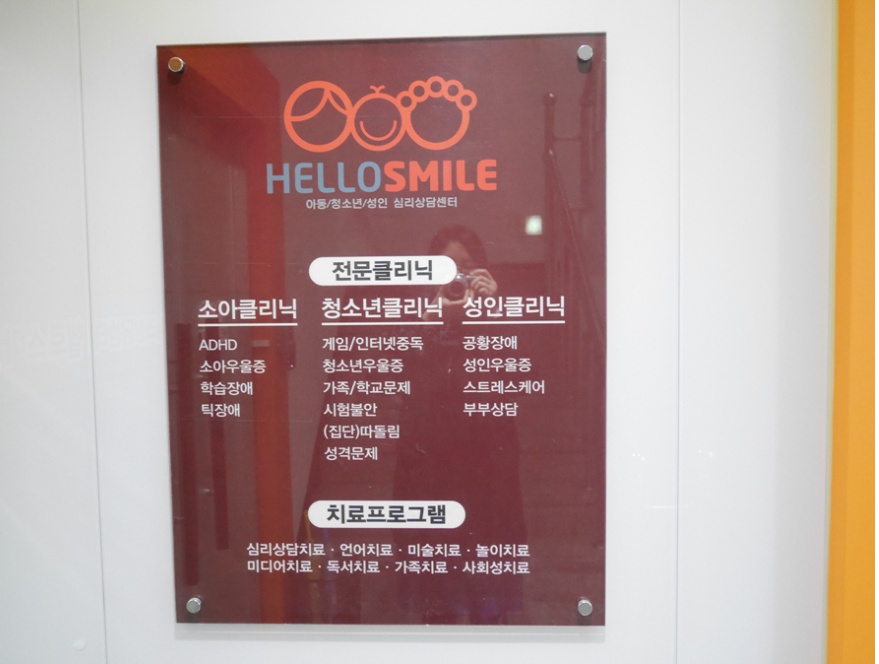 HELLOSMILE
아동/청소년/성인 심리상담센터
전문클리닉
소아클리닉
ADHD
소아우울증
학습장애
틱장애
청소년클리닉
게임/인터넷중독
청소년우울증
가족/학교문제
시험불안
(집단)따돌림
성격문제
성인클리닉
공황장애
성인우울증
스트레스케어
부부상담
치료프로그램
심리상담치료 · 언어치료 · 미술치료 · 놀이치료
미디어치료 · 독서치료 · 가족치료 · 사회성치료